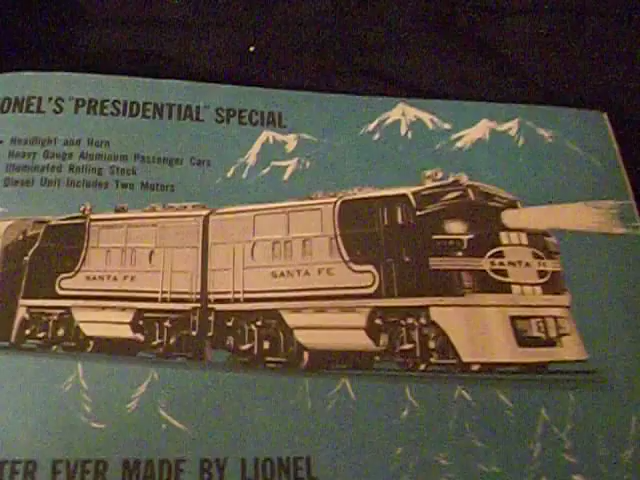 ONEL'S "PRESIDENTIAL" SPECIAL
Headlight and Horn
Heavy Gauge Aluminum Passenger Cars
Illuminated Rolling Stock
Diesel Unit Includes Two Motors
SANTA FE
SANTA FE
SANTA FE
TER EVER MADE BY LIONEL